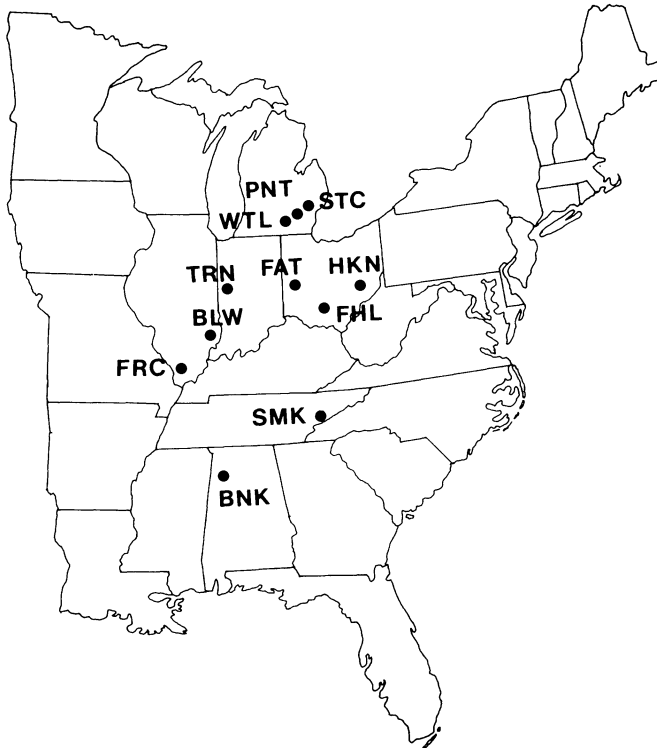 PNT
STC
WTL
TRN
FAT
HKN
BLW
FHL
FRC
SMK
BNK